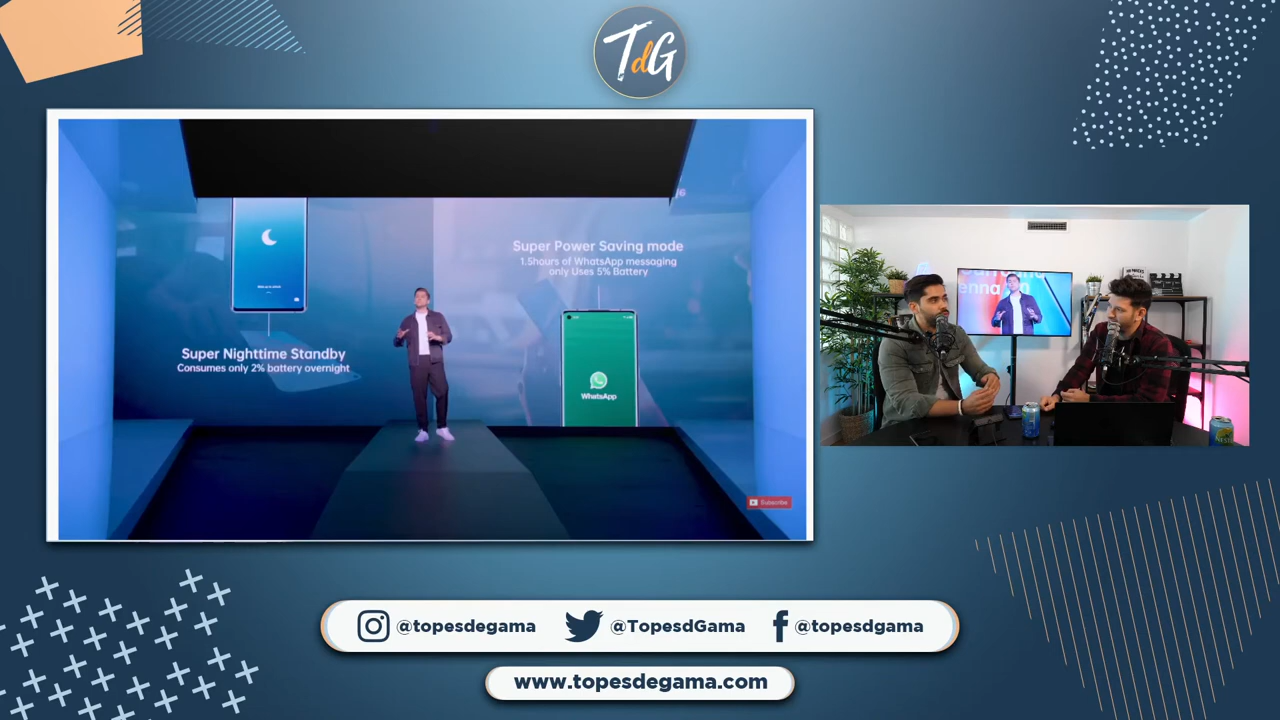 TdG
Super Power Saving mode
1.5hours of WhatsApp messaging
only Uses 5% Battery
Super Nighttime Standby
Consumes only 2% battery overnight
WhatsApp
Subscribe
@topesdegama
@TopesdGama
@topesdgama
www.topesdegama.com